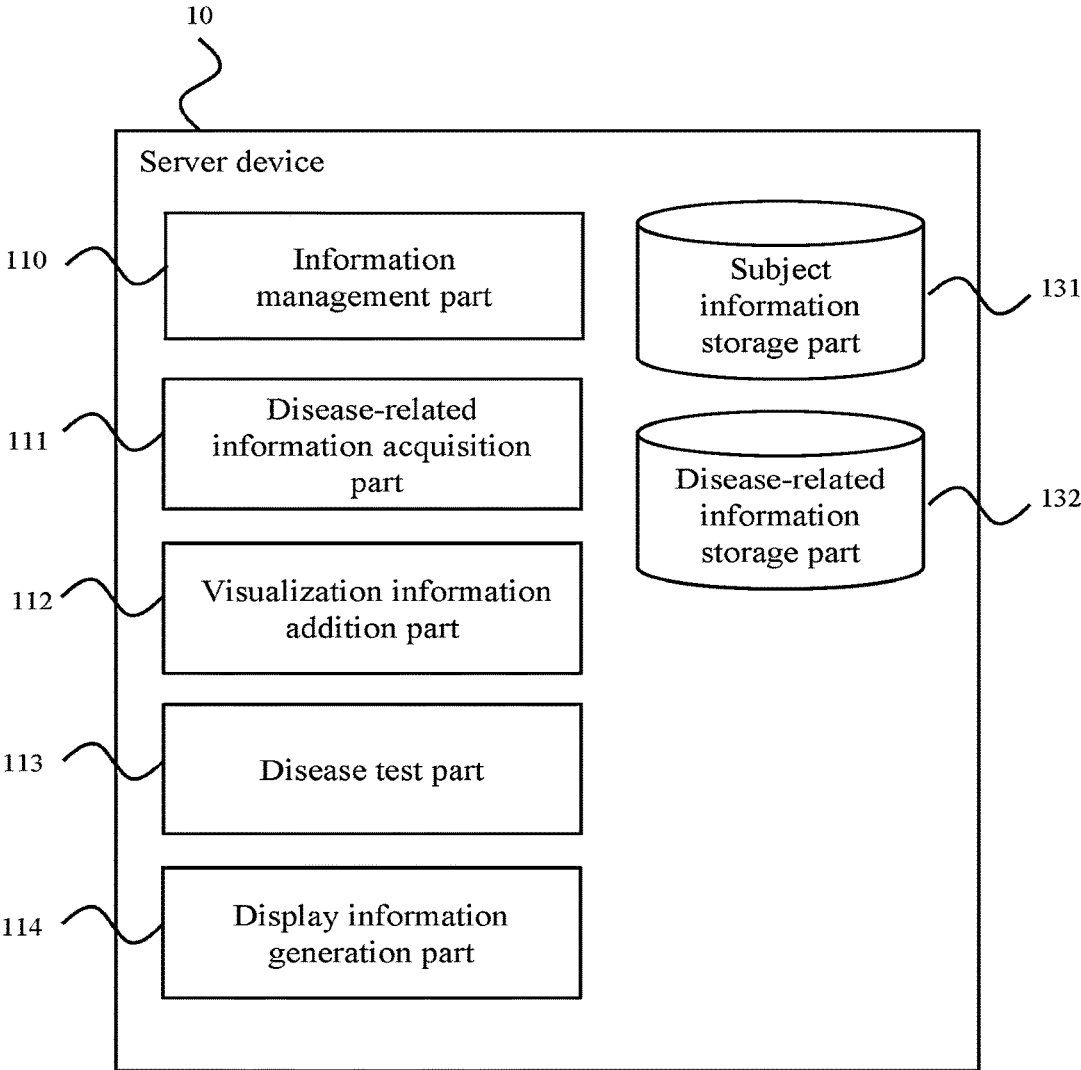 10
Server device
110
Information
management part
Subject
information
storage part
131
111
Disease-related
information acquisition
part
Disease-related
information
storage part
132
112
Visualization information
addition part
113
Disease test part
114
Display information
generation part